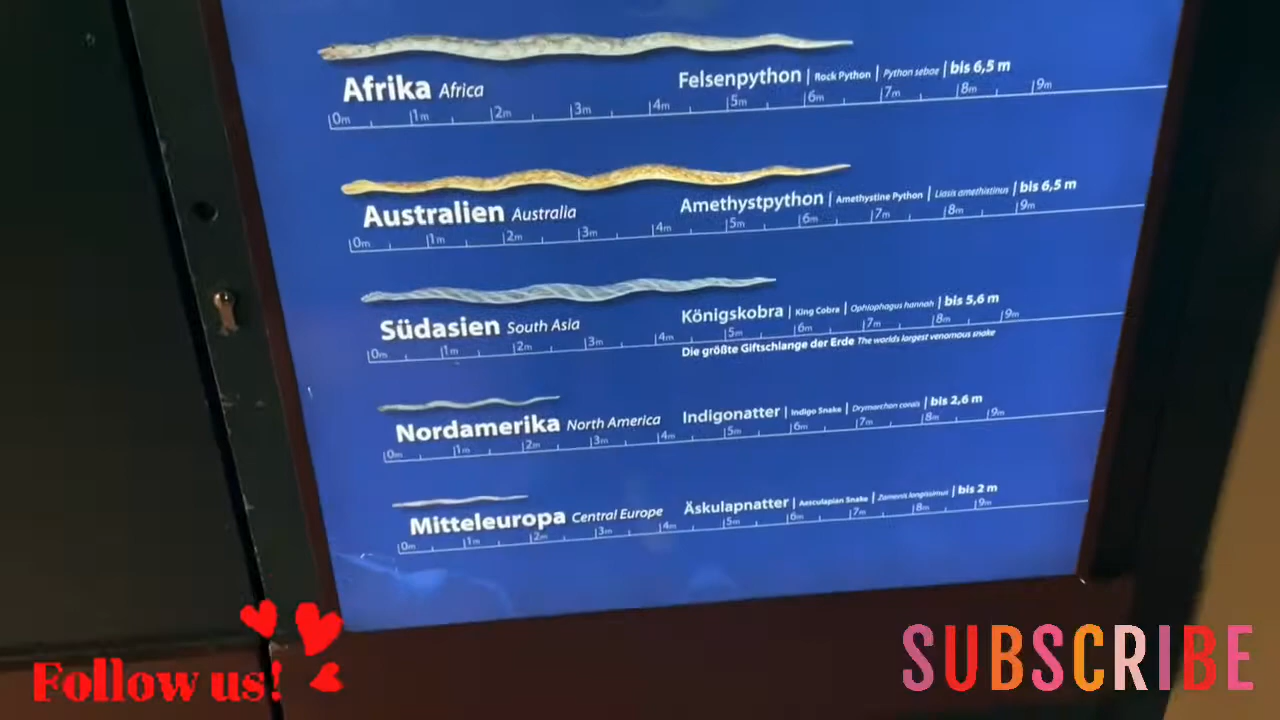 Afrika Africa
Felsenpython | Rock Python | Python sebae | bis 6,5 m
0m 1m 2m 3m 4m 5m 6m 7m 8m 9m
Australien Australia
Amethystpython | Amethystine Python | Liasis amethistinus | bis 6,5 m
0m 1m 2m 3m 4m 5m 6m 7m 8m 9m
Südasien South Asia
Königskobra | King Cobra | Ophiophagus hannah | bis 5,6 m
0m 1m 2m 3m 4m 5m 6m 7m 8m 9m
Die größte Giftschlange der Erde The worlds largest venomous snake
Nordamerika North America
Indigonatter | Indigo Snake | Drymarchon corais | bis 2,6 m
0m 1m 2m 3m 4m 5m 6m 7m 8m 9m
Mitteleuropa Central Europe
Äskulapnatter | Aesculapian Snake | Zamenis longissimus | bis 2 m
0m 1m 2m 3m 4m 5m 6m 7m 8m 9m
Follow us!
SUBSCRIBE